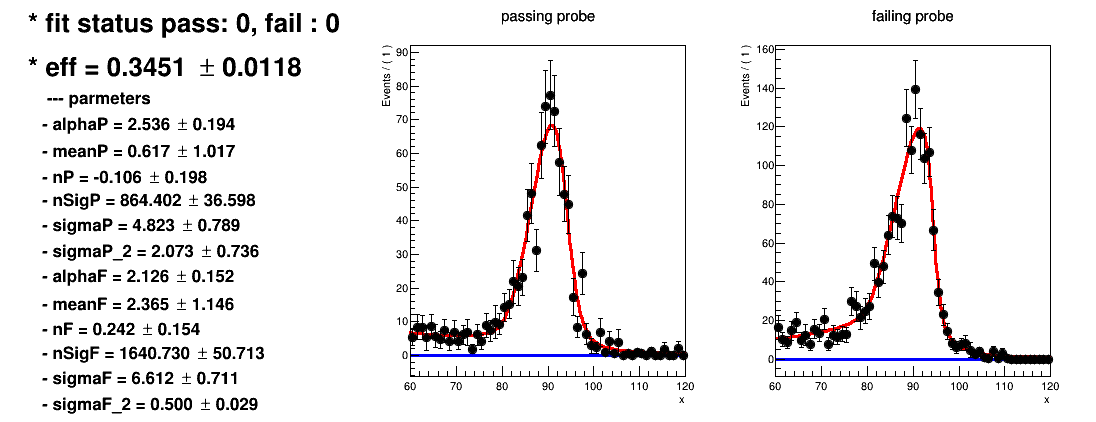 * fit status pass: 0, fail : 0
* eff = 0.3451 ± 0.0118
--- parmeters
- alphaP = 2.536 ± 0.194
- meanP = 0.617 ± 1.017
- nP = -0.106 ± 0.198
- nSigP = 864.402 ± 36.598
- sigmaP = 4.823 ± 0.789
- sigmaP_2 = 2.073 ± 0.736
- alphaF = 2.126 ± 0.152
- meanF = 2.365 ± 1.146
- nF = 0.242 ± 0.154
- nSigF = 1640.730 ± 50.713
- sigmaF = 6.612 ± 0.711
- sigmaF_2 = 0.500 ± 0.029
passing probe
Events / ( 1 )
90
80
70
60
50
40
30
20
10
0
60 70 80 90 100 110 120
x
failing probe
Events / ( 1 )
160
140
120
100
80
60
40
20
0
60 70 80 90 100 110 120
x